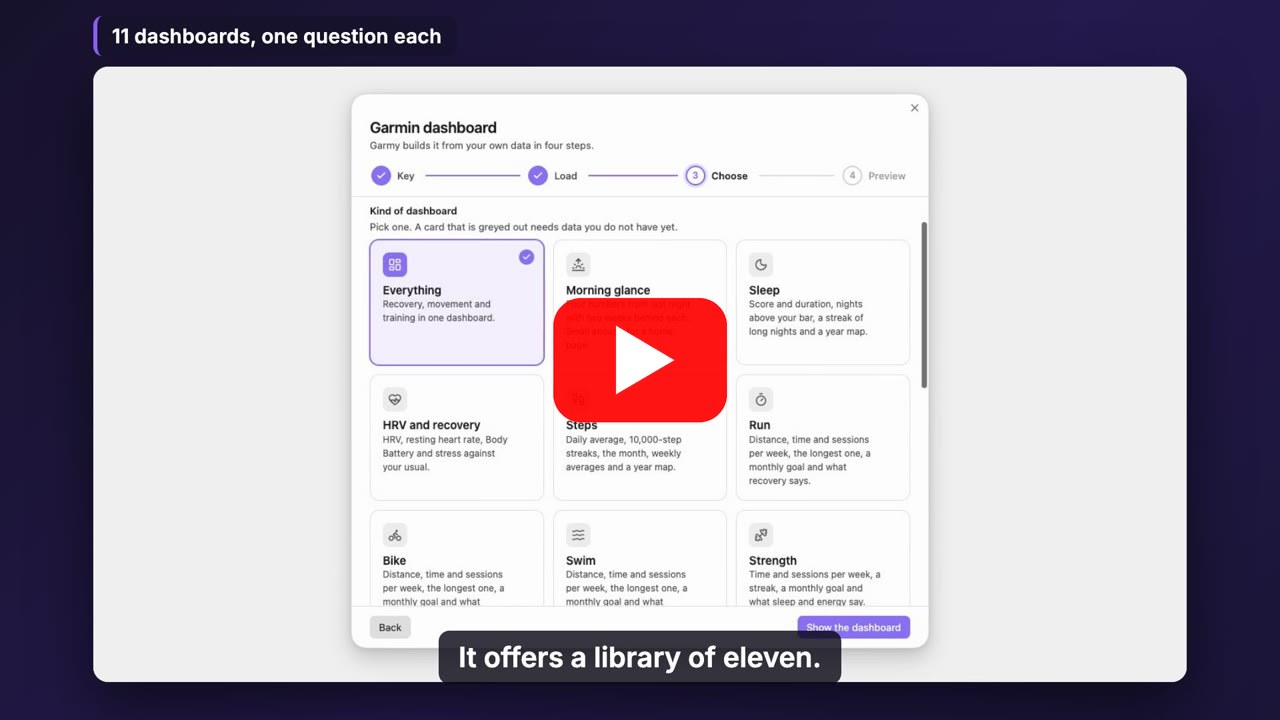 11 dashboards, one question each
Garmin dashboard
Garmy builds it from your own data in four steps.
Key
Load
3
Choose
4
Preview
Kind of dashboard
Pick one. A card that is greyed out needs data you do not have yet.
Everything
Recovery, movement and
training in one dashboard.
Morning glance
Sleep
Score and duration, nights
above your bar, a streak of
long nights and a year map.
HRV and recovery
HRV, resting heart rate, Body
Battery and stress against
your usual.
Steps
Daily average, 10,000-step
streaks, the month, weekly
averages and a year map.
Run
Distance, time and sessions
per week, the longest one, a
monthly goal and what
recovery says.
Bike
Distance, time and sessions
per week, the longest one, a
monthly goal and what
Swim
Distance, time and sessions
per week, the longest one, a
monthly goal and what
Strength
Time and sessions per week, a
streak, a monthly goal and
what sleep and energy say.
Back
Show the dashboard
It offers a library of eleven.